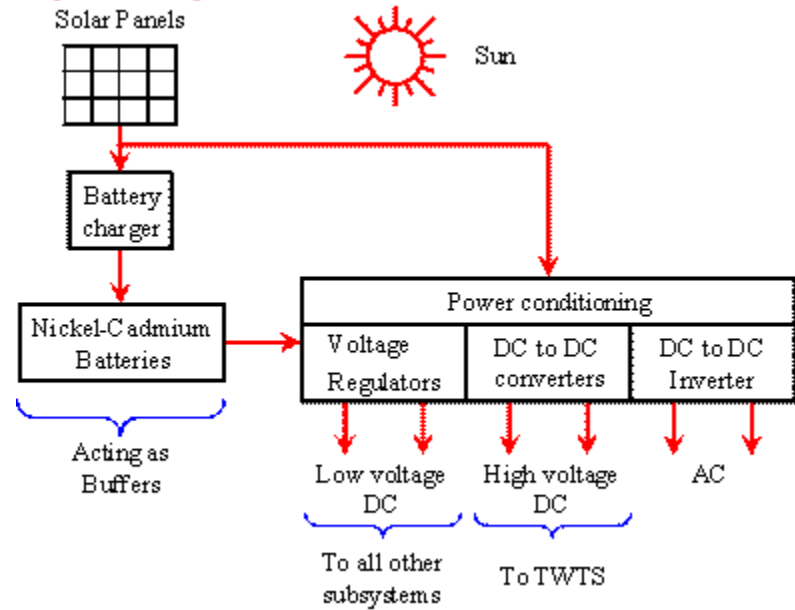 Solar Panels
Sun
Battery
charger
Power conditioning
Nickel-Cadmium
Batteries
Voltage
Regulators
DC to DC
converters
DC to DC
Inverter
Acting as
Buffers
Low voltage
DC
High voltage
DC
AC
To all other
subsystems
To TWTS